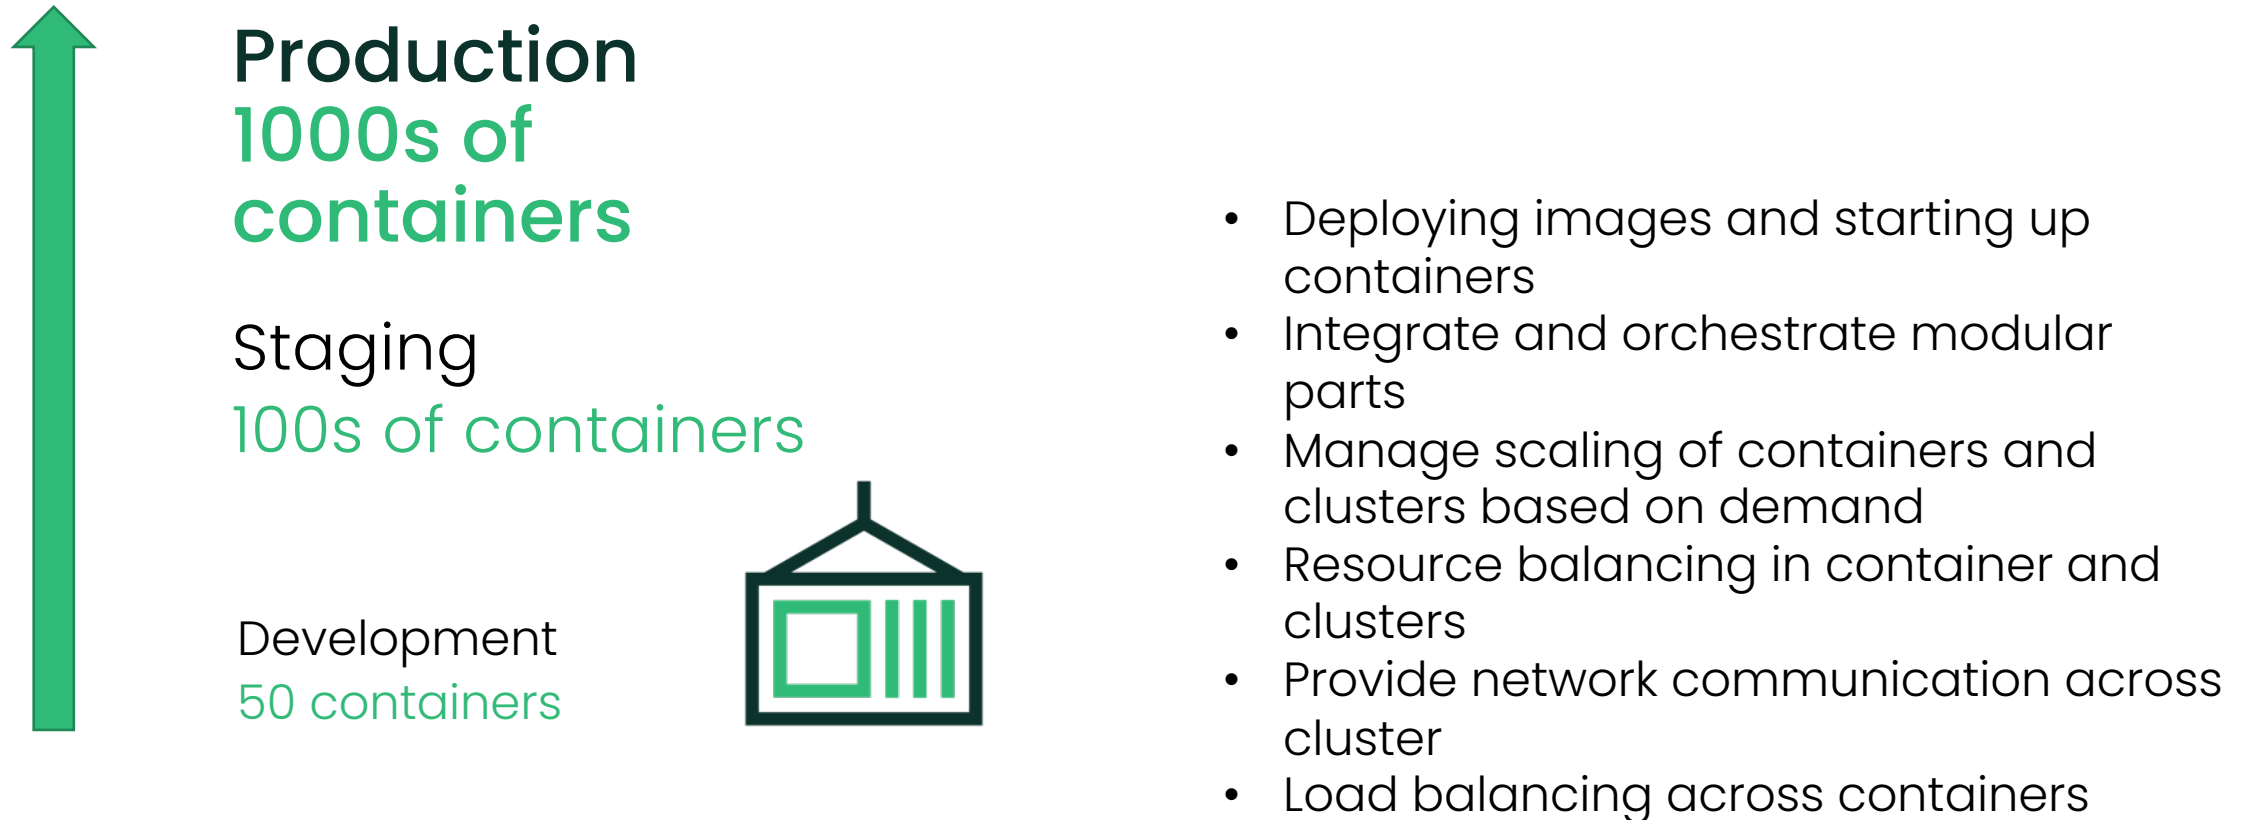 Production
1000s of
containers
Staging
100s of containers
Development
50 containers
• Deploying images and starting up
containers
• Integrate and orchestrate modular
parts
• Manage scaling of containers and
clusters based on demand
• Resource balancing in container and
clusters
• Provide network communication across
cluster
• Load balancing across containers